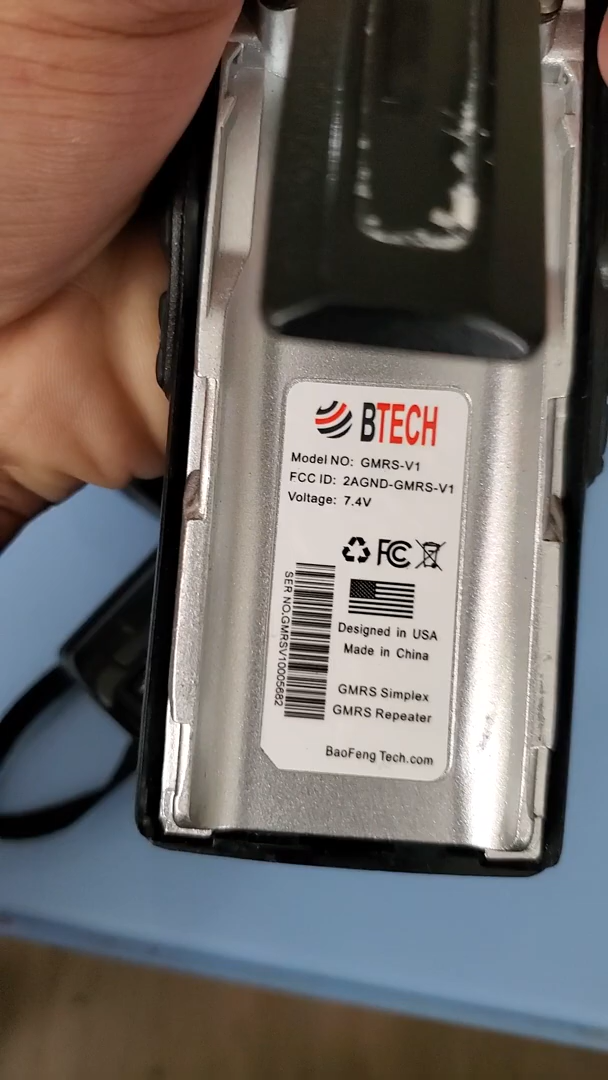 BTECH
Model NO: GMRS-V1
FCC ID: 2AGND-GMRS-V1
Voltage: 7.4V
FC
SER NO.GMRSV10005682
Designed in USA
Made in China
GMRS Simplex
GMRS Repeater
BaoFeng Tech.com